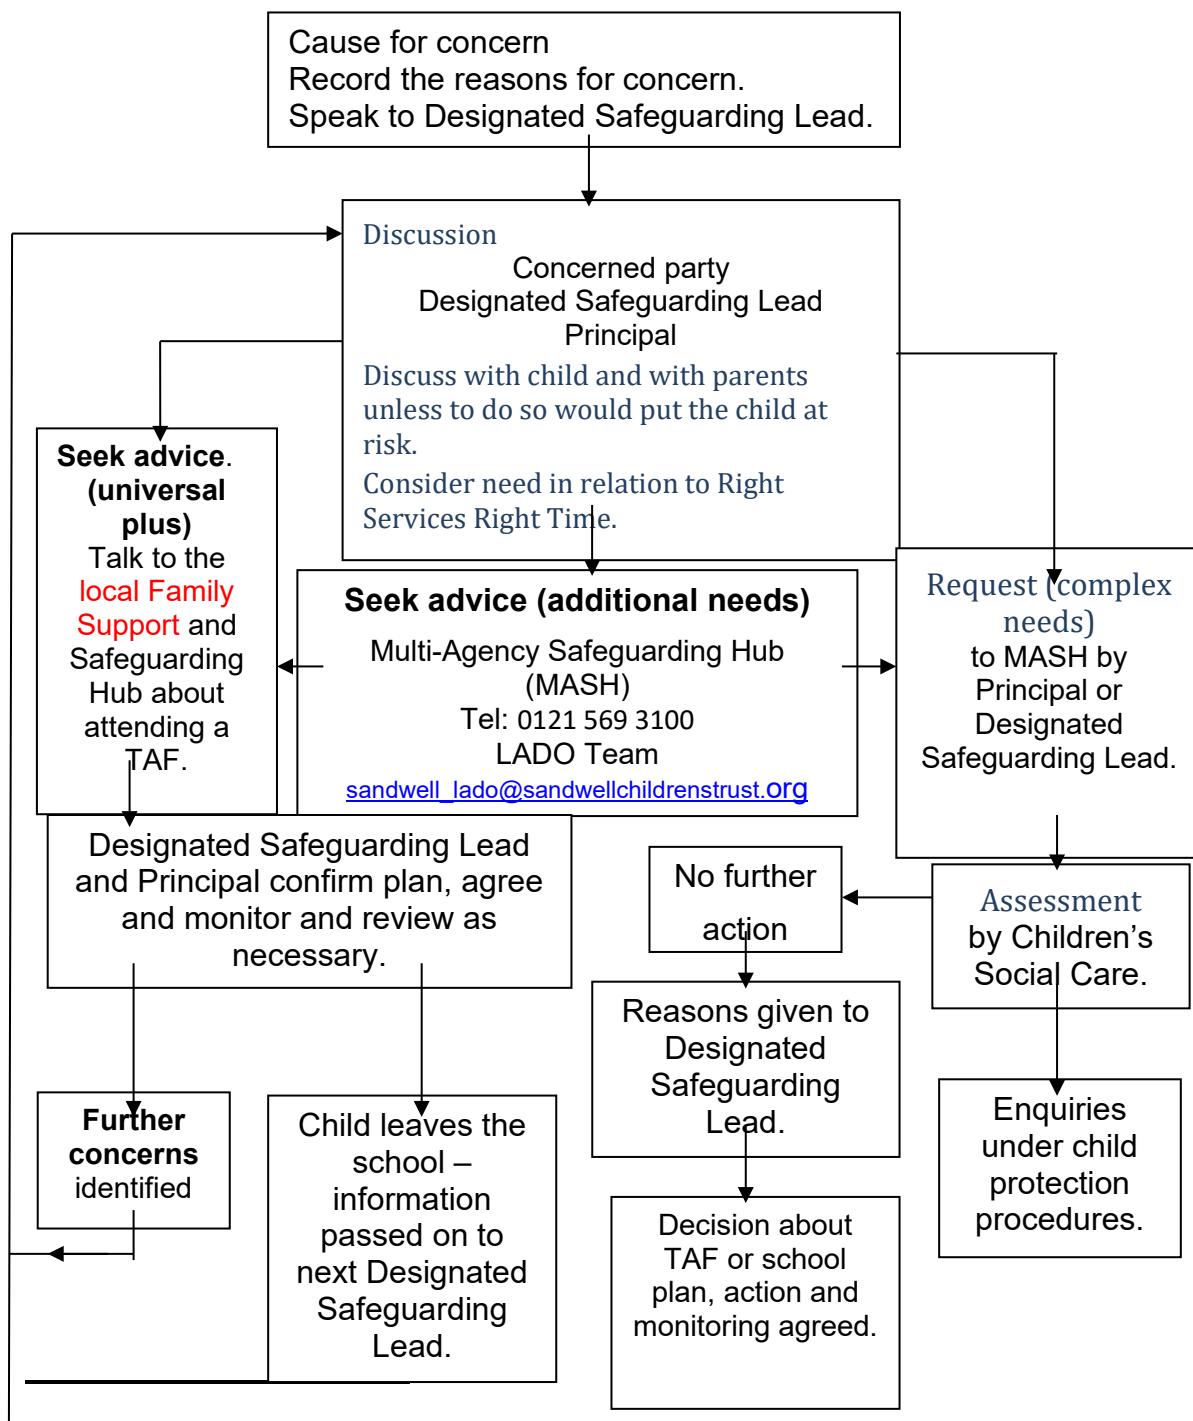 Cause for concern
Record the reasons for concern.
Speak to Designated Safeguarding Lead.
Discussion
Concerned party
Designated Safeguarding Lead
Principal
Discuss with child and with parents
unless to do so would put the child at
risk.
Consider need in relation to Right
Services Right Time.
Seek advice.
(universal
plus)
Talk to the
local Family
Support and
Safeguarding
Hub about
attending a
TAF.
Seek advice (additional needs)
Multi-Agency Safeguarding Hub
(MASH)
Tel: 0121 569 3100
LADO Team
sandwell_lado@sandwellchildrenstrust.org
Request (complex
needs)
to MASH by
Principal or
Designated
Safeguarding Lead.
Designated Safeguarding Lead
and Principal confirm plan, agree
and monitor and review as
necessary.
No further
action
Assessment
by Children’s
Social Care.
Reasons given to
Designated
Safeguarding
Lead.
Further
concerns
identified
Child leaves the
school –
information
passed on to
next Designated
Safeguarding
Lead.
Enquiries
under child
protection
procedures.
Decision about
TAF or school
plan, action and
monitoring agreed.